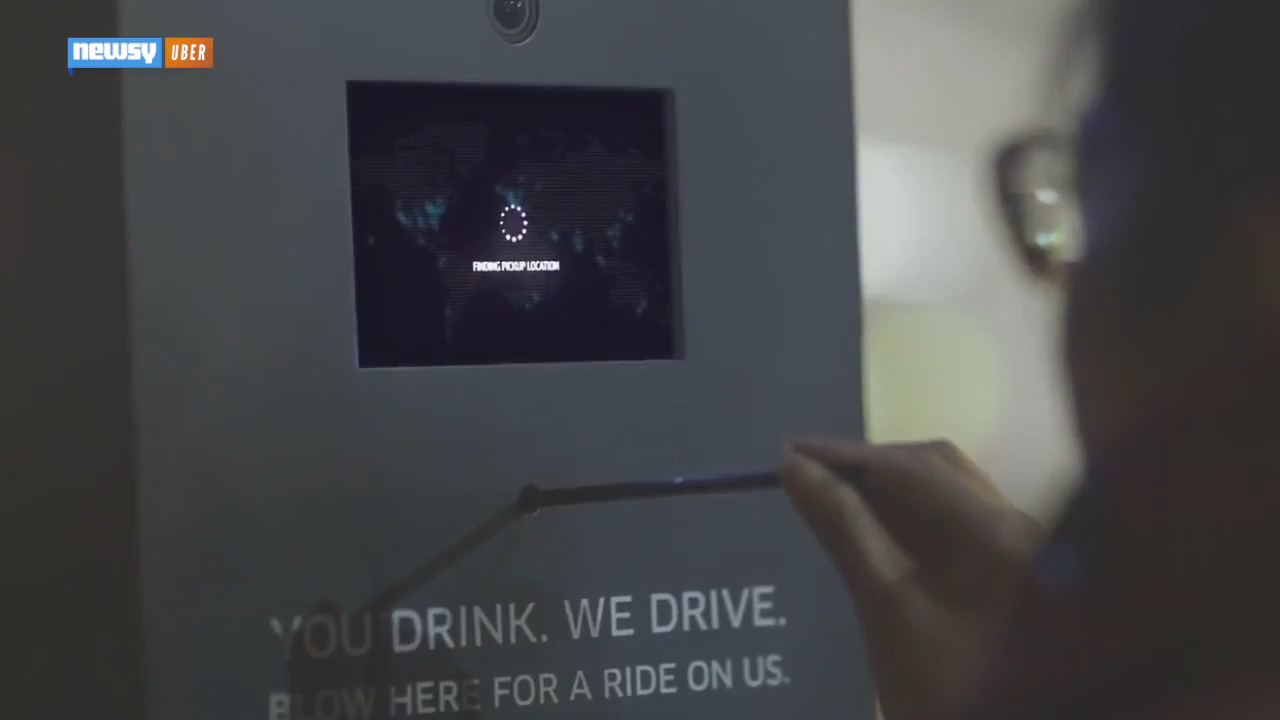 newsy UBER
FINDING PICKUP LOCATION
YOU DRINK. WE DRIVE.
BLOW HERE FOR A RIDE ON US.